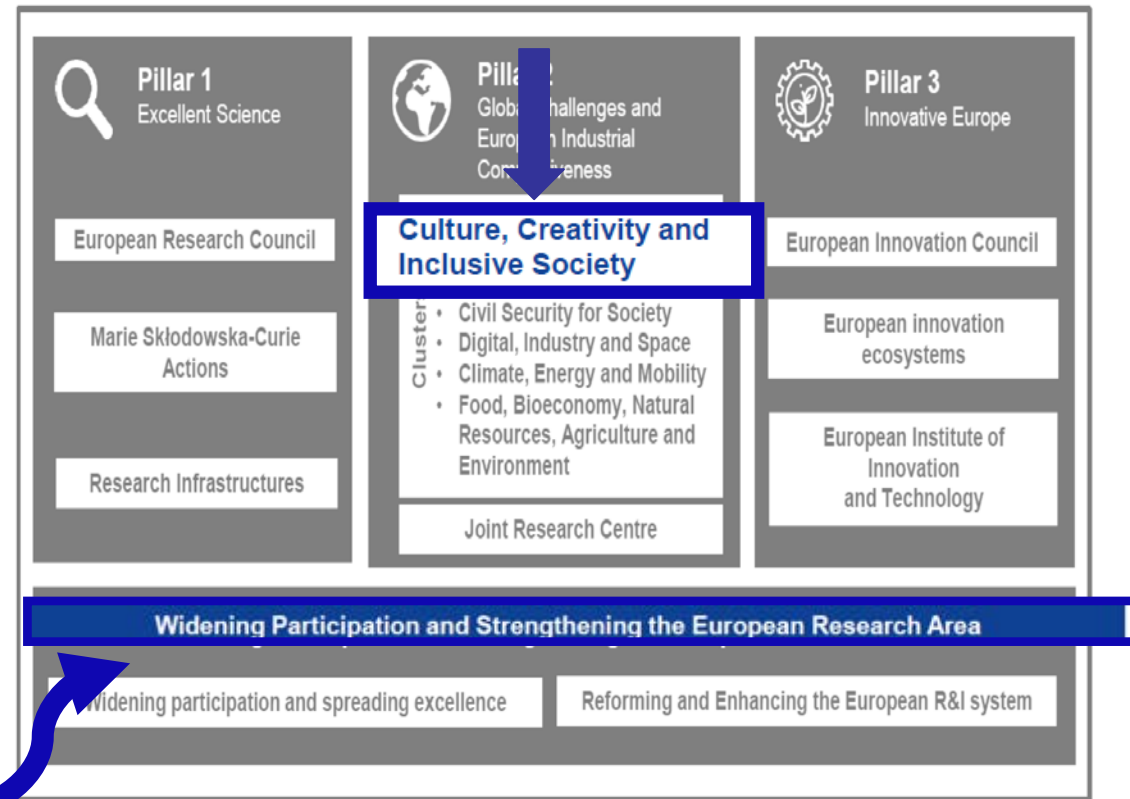 Pillar 1
Excellent Science
European Research Council
Marie Skłodowska-Curie
Actions
Research Infrastructures
and
Industrial
Culture, Creativity and
Inclusive Society
Cluster
• Civil Security for Society
• Digital, Industry and Space
• Climate, Energy and Mobility
• Food, Bioeconomy, Natural
Resources, Agriculture and
Environment
Joint Research Centre
Pillar 3
Innovative Europe
European Innovation Council
European innovation
ecosystems
European Institute of
Innovation
and Technology
Widening Participation and Strengthening the European Research Area
Widening participation and spreading excellence
Reforming and Enhancing the European R&I system